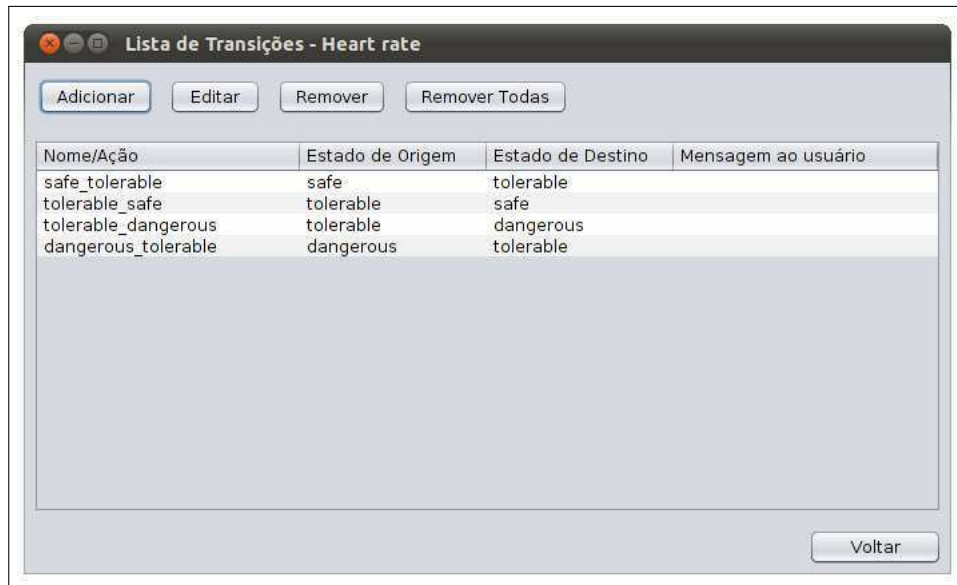 Lista de Transições - Heart rate
Adicionar Editar Remover Remover Todas
Nome/Ação Estado de Origem Estado de Destino Mensagem ao usuário
safe_tolerable safe tolerable
tolerable_safe tolerable safe
tolerable_dangerous tolerable dangerous
dangerous_tolerable dangerous tolerable
Voltar